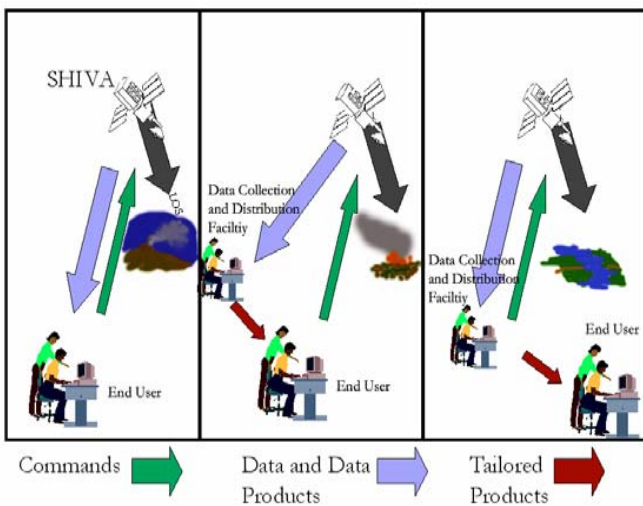 SHIVA
LOS
End User
Data Collection
and Distribution
Faciltiy
End User
Data Collection
and Distribution
Faciltiy
End User
Commands
Data and Data
Products
Tailored
Products